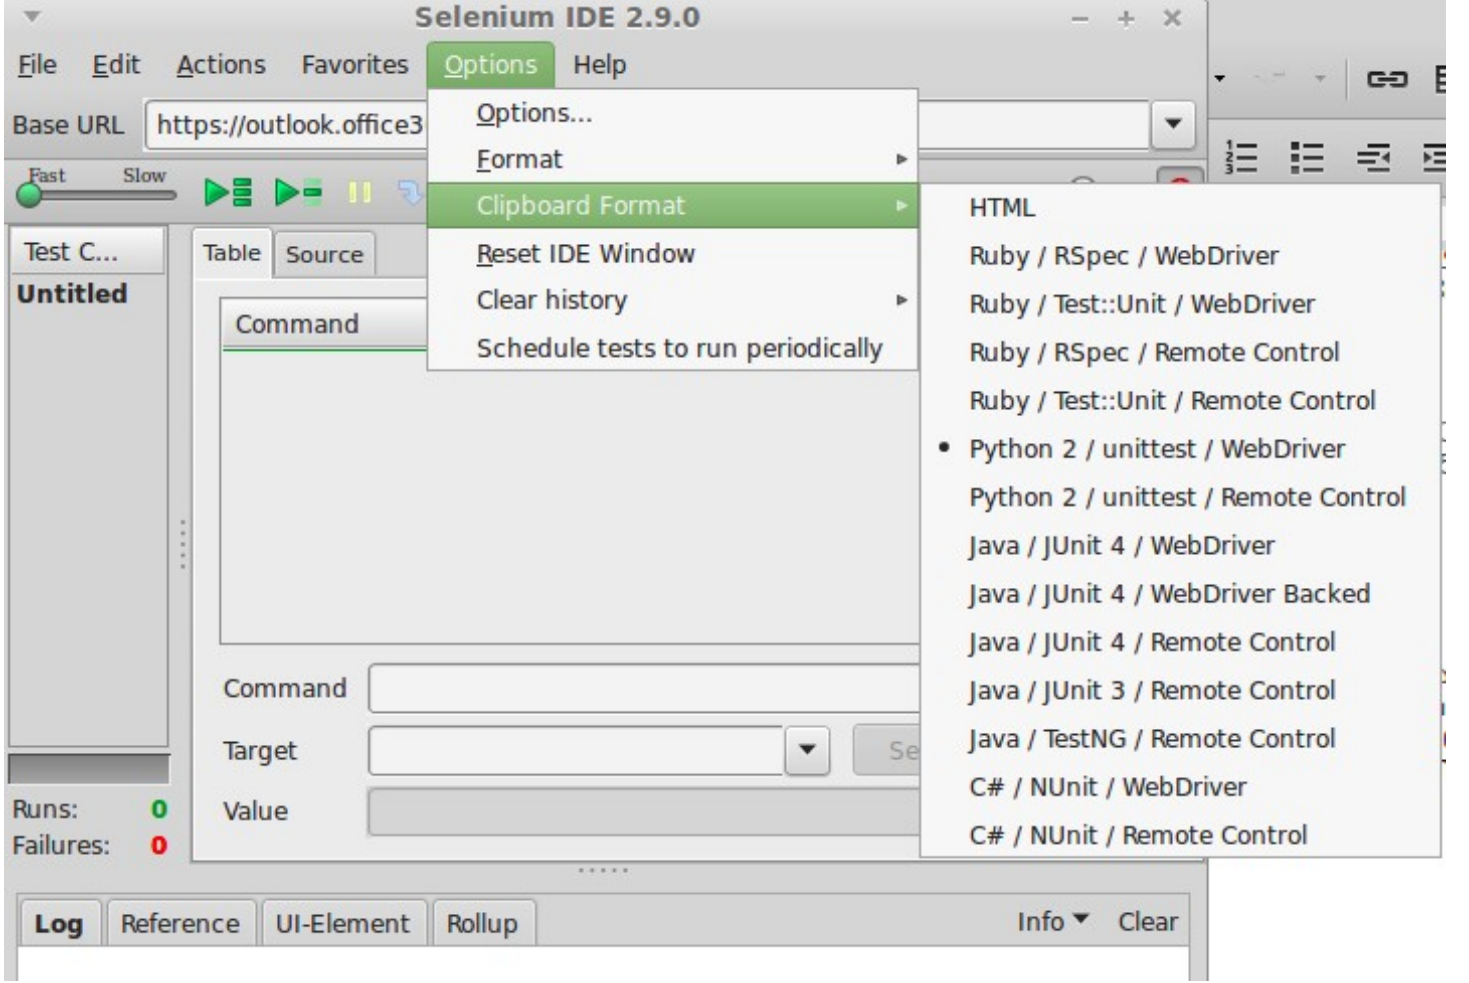 Selenium IDE 2.9.0
File Edit Actions Favorites Options Help
Base URL https://outlook.office3
Options...
Format
Clipboard Format
Reset IDE Window
Clear history
Schedule tests to run periodically
HTML
Ruby / RSpec / WebDriver
Ruby / Test::Unit / WebDriver
Ruby / RSpec / Remote Control
Ruby / Test::Unit / Remote Control
Python 2 / unittest / WebDriver
Python 2 / unittest / Remote Control
Java / JUnit 4 / WebDriver
Java / JUnit 4 / WebDriver Backed
Java / JUnit 4 / Remote Control
Java / JUnit 3 / Remote Control
Java / TestNG / Remote Control
C# / NUnit / WebDriver
C# / NUnit / Remote Control
Fast Slow
Test C...
Untitled
Table Source
Command
Command
Target Se
Value
Runs: 0
Failures: 0
Log Reference UI-Element Rollup Info Clear